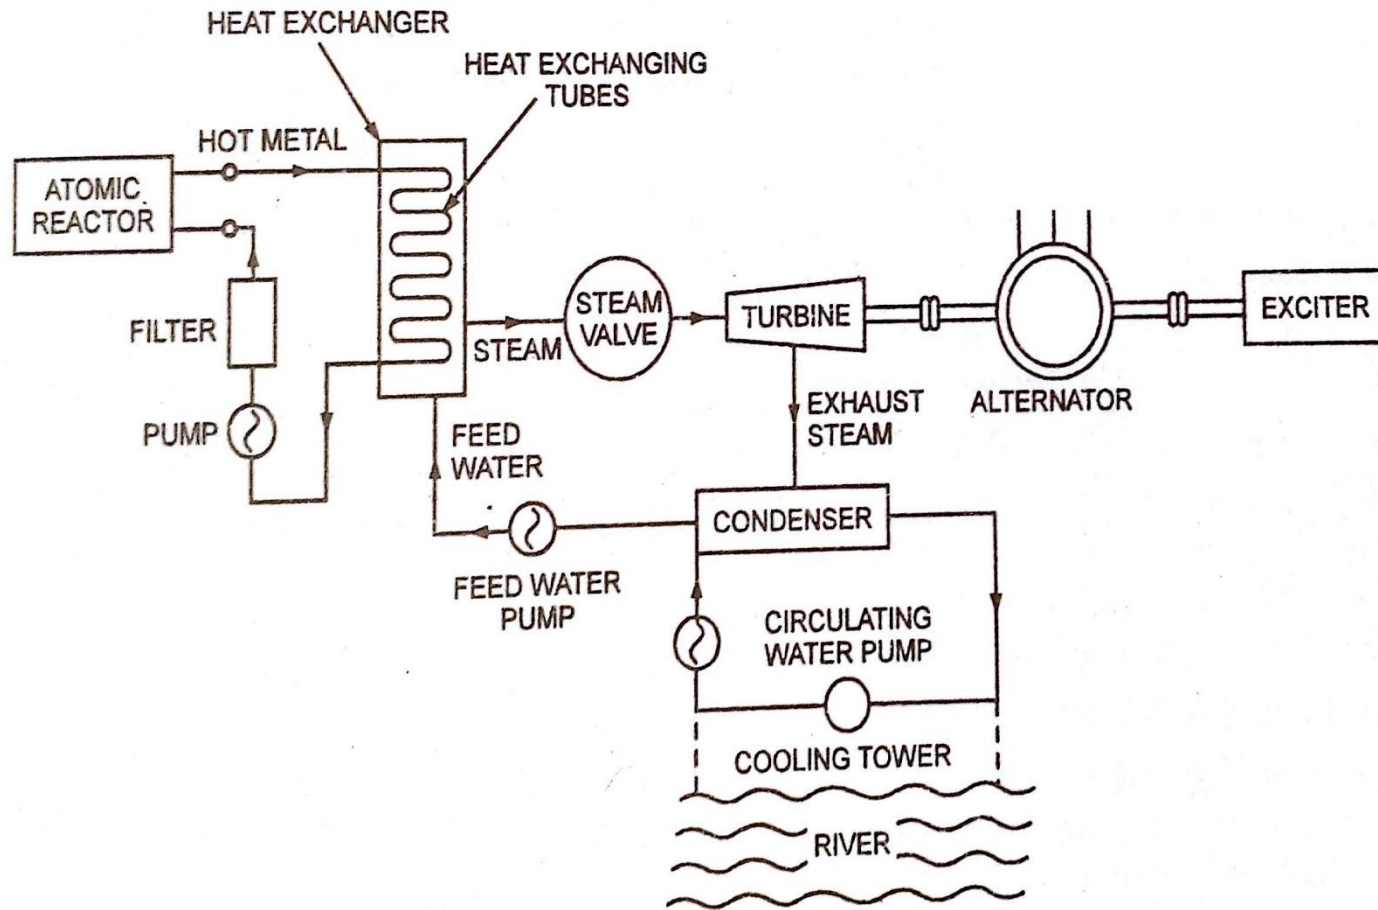 HEAT EXCHANGER
HEAT EXCHANGING
TUBES
HOT METAL
ATOMIC
REACTOR
FILTER
PUMP
STEAM
VALVE
STEAM
TURBINE
EXCITER
ALTERNATOR
EXHAUST
STEAM
FEED
WATER
CONDENSER
FEED WATER
PUMP
CIRCULATING
WATER PUMP
COOLING TOWER
RIVER